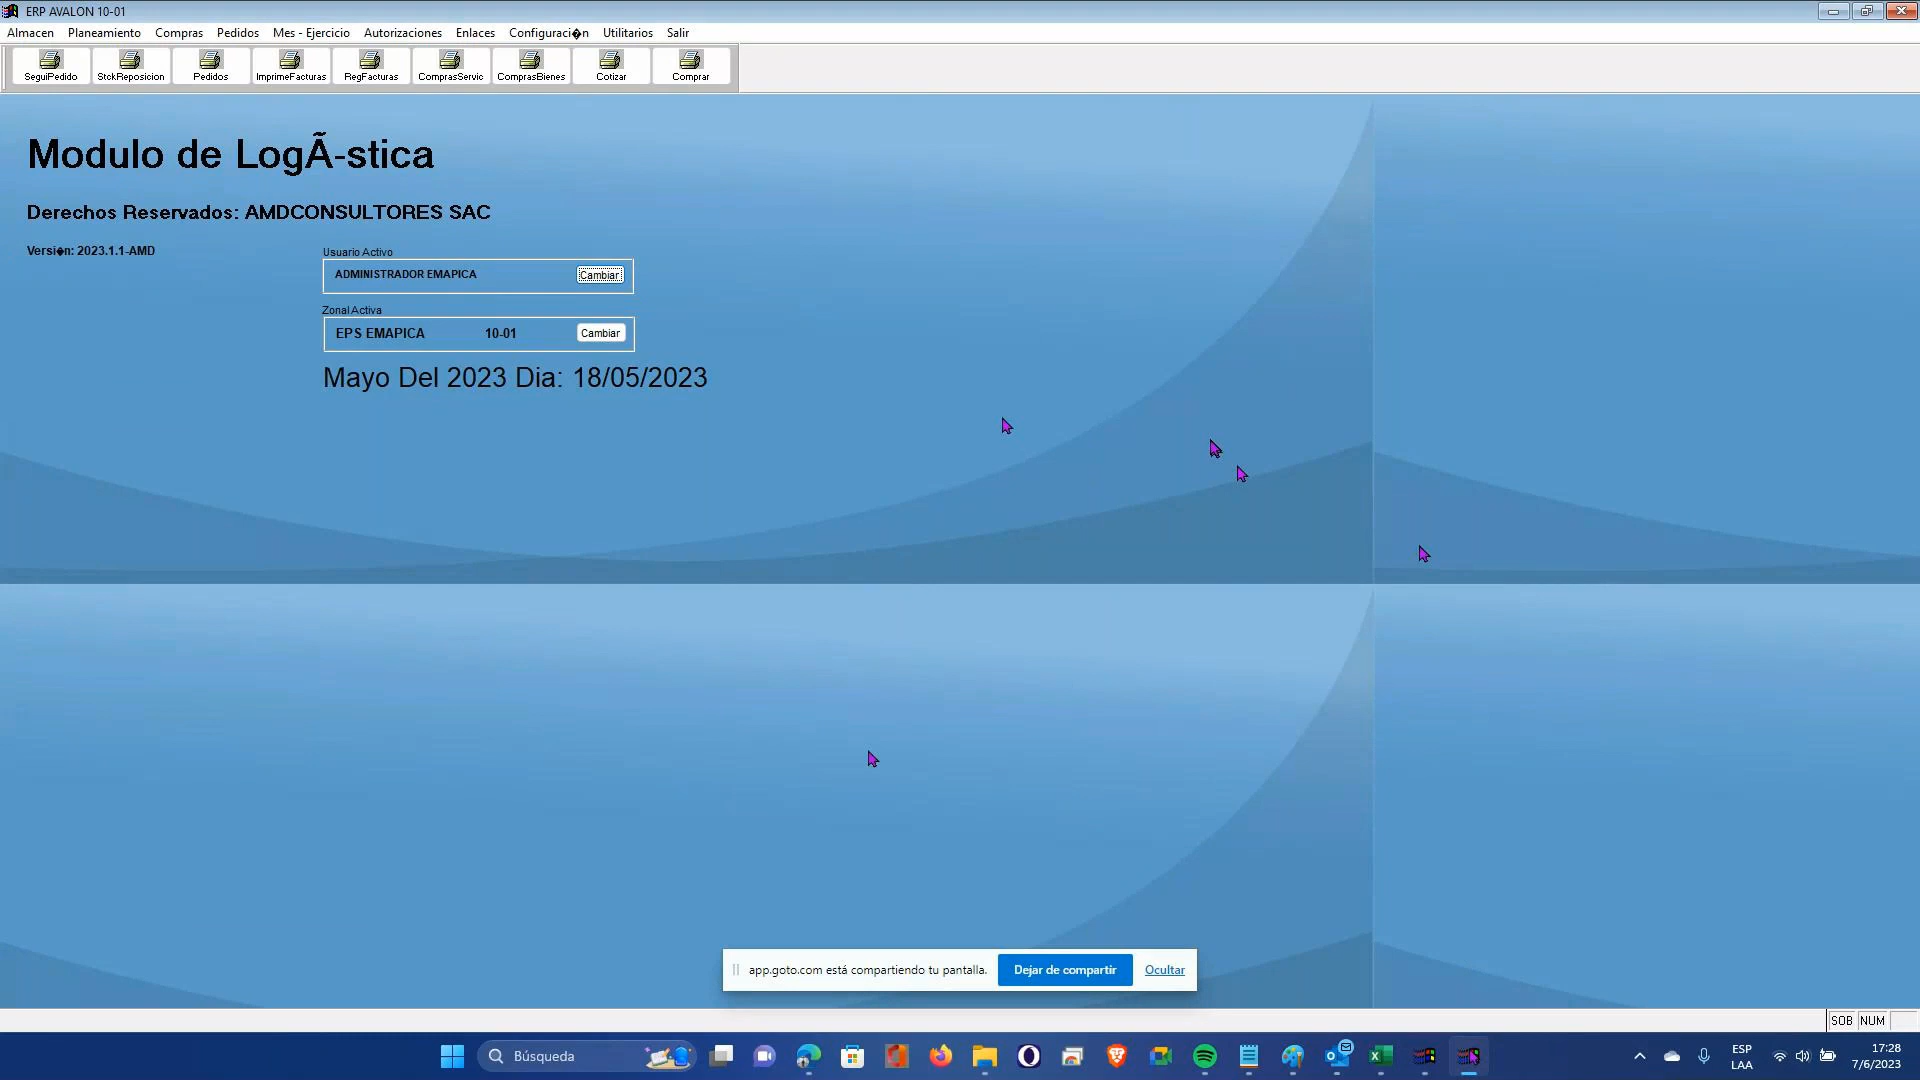 ERP AVALON 10-01
Almacen Planeamiento Compras Pedidos Mes - Ejercicio Autorizaciones Enlaces Configuraci�n Utilitarios Salir
SeguiPedido StckReposicion Pedidos ImprimeFacturas RegFacturas ComprasServic ComprasBienes Cotizar Comprar
Modulo de LogÃ-stica
Derechos Reservados: AMDCONSULTORES SAC
Versi�n: 2023.1.1-AMD
Usuario Activo
ADMINISTRADOR EMAPICA Cambiar
Zonal Activa
EPS EMAPICA 10-01 Cambiar
Mayo Del 2023 Dia: 18/05/2023
app.goto.com está compartiendo tu pantalla. Dejar de compartir Ocultar
SOB NUM
Búsqueda
ESP
LAA
17:28
7/6/2023